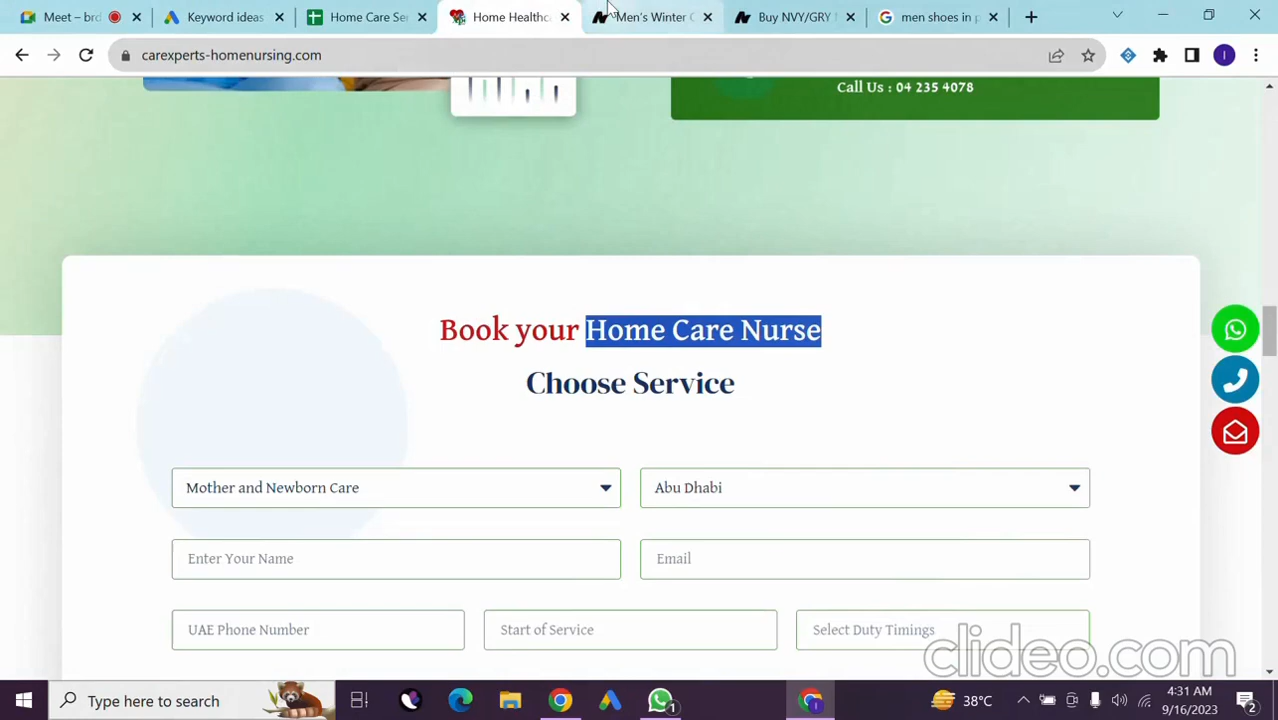 Meet – brd
Keyword ideas
Home Care Ser
Home Healthc
Men's Winter C
Buy NVY/GRY
men shoes in p
carexperts-homenursing.com
I
Call Us : 04 235 4078
Book your Home Care Nurse
Choose Service
Mother and Newborn Care
Abu Dhabi
Enter Your Name
Email
UAE Phone Number
Start of Service
Select Duty Timings
clideo.com
Type here to search
1
38°C
4:31 AM
9/16/2023
2